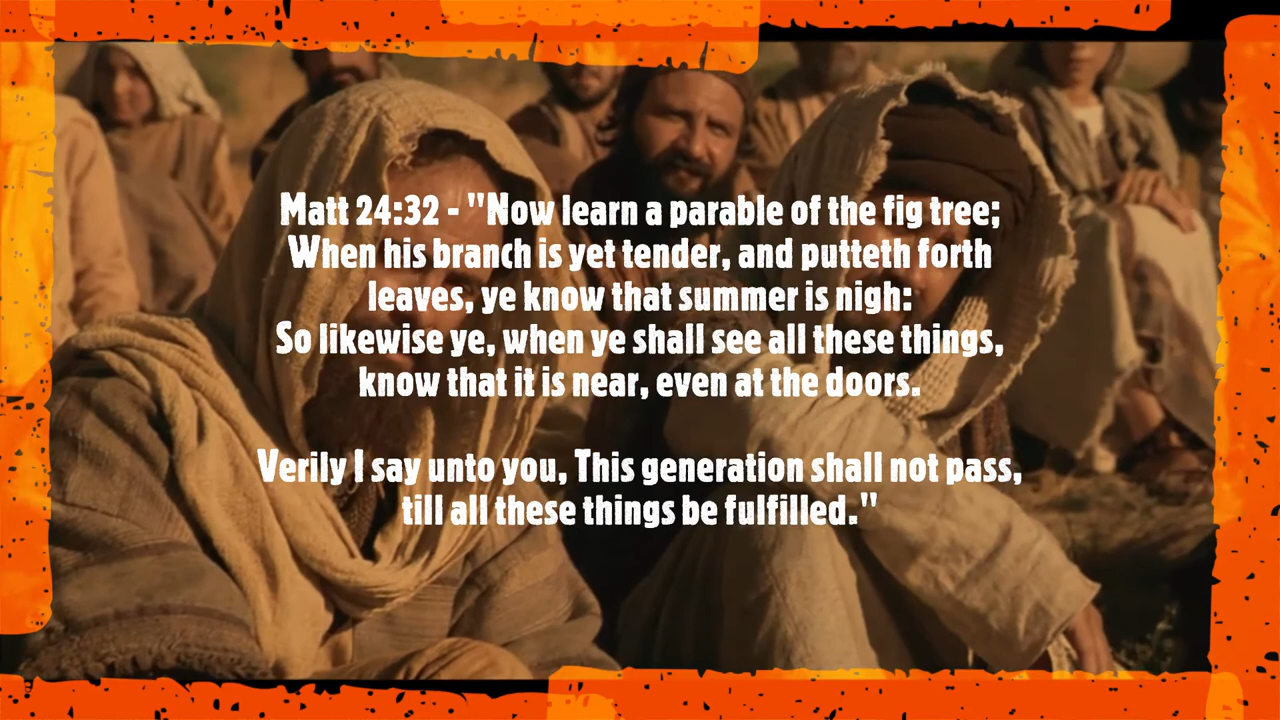 Matt 24:32 - "Now learn a parable of the fig tree;
When his branch is yet tender, and putteth forth
leaves, ye know that summer is nigh:
So likewise ye, when ye shall see all these things,
know that it is near, even at the doors.
Verily I say unto you, This generation shall not pass,
till all these things be fulfilled."